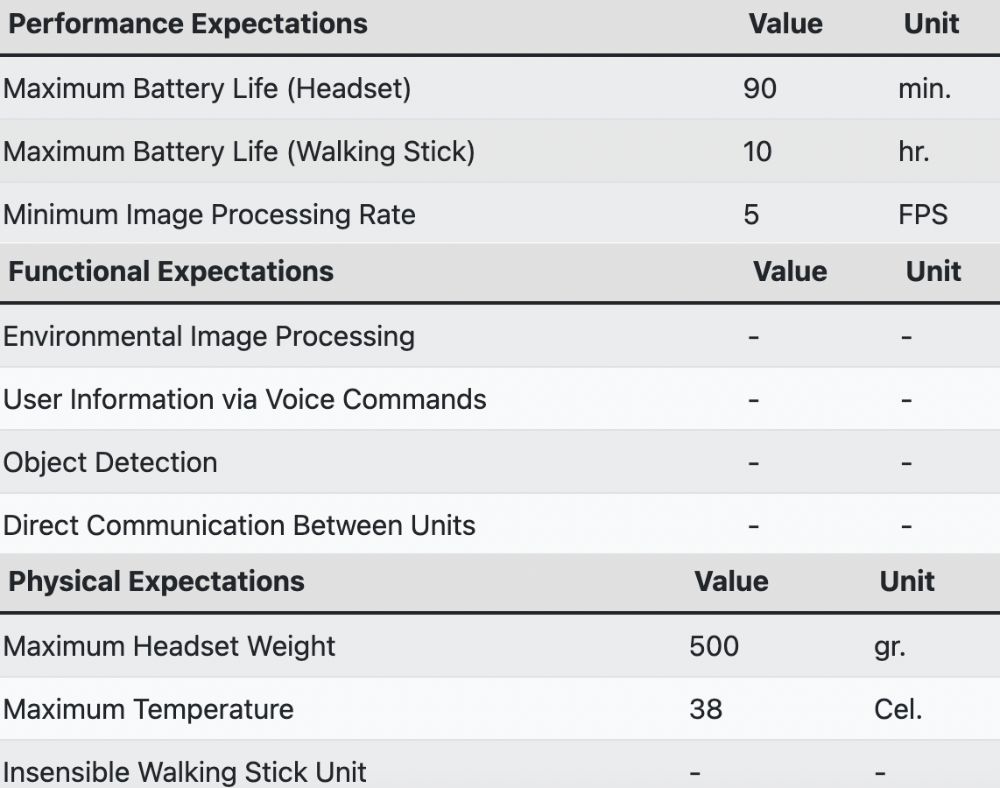 Performance Expectations Value Unit
Maximum Battery Life (Headset) 90 min.
Maximum Battery Life (Walking Stick) 10 hr.
Minimum Image Processing Rate 5 FPS
Functional Expectations Value Unit
Environmental Image Processing - -
User Information via Voice Commands - -
Object Detection - -
Direct Communication Between Units - -
Physical Expectations Value Unit
Maximum Headset Weight 500 gr.
Maximum Temperature 38 Cel.
Insensible Walking Stick Unit - -